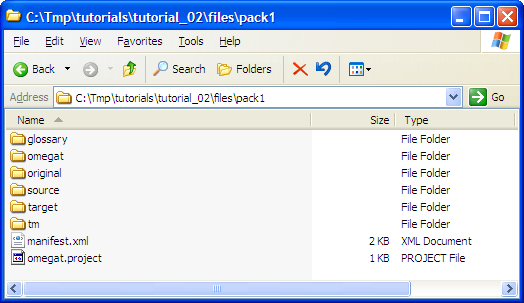 C:\Tmp\tutorials\tutorial_02\files\pack1
File Edit View Favorites Tools Help
Back Search Folders
Address C:\Tmp\tutorials\tutorial_02\files\pack1 Go
Name Size Type
glossary File Folder
omegat File Folder
original File Folder
source File Folder
target File Folder
tm File Folder
manifest.xml 2 KB XML Document
omegat.project 1 KB PROJECT File